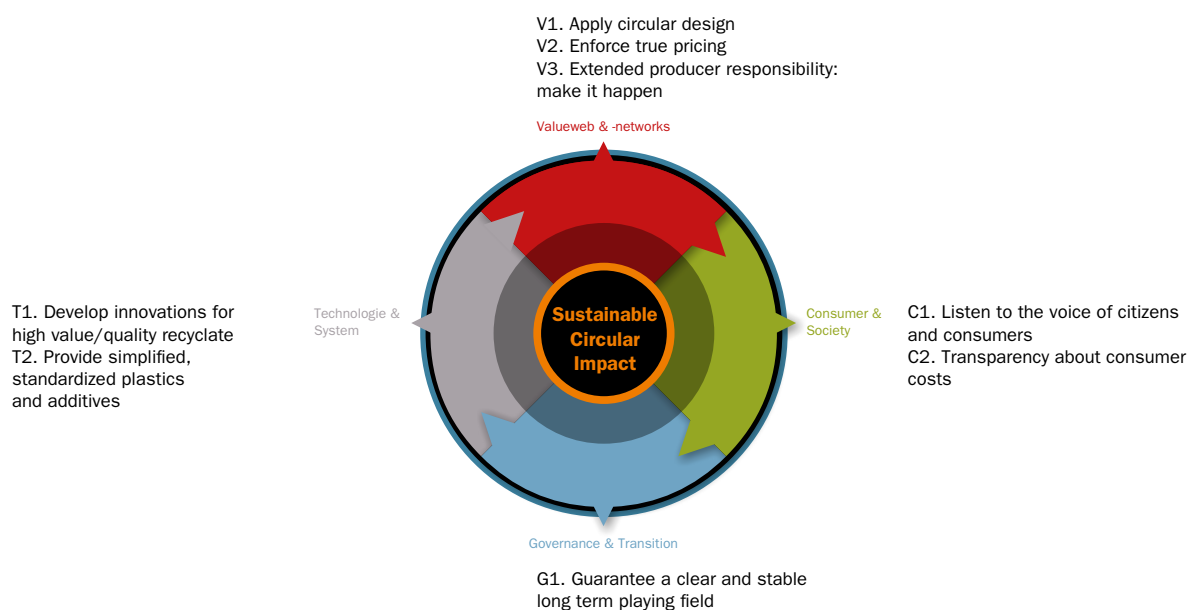 V1. Apply circular design
V2. Enforce true pricing
V3. Extended producer responsibility:
make it happen
Valueweb & -networks
T1. Develop innovations for
high value/quality recyclate
T2. Provide simplified,
standardized plastics
and additives
Technologie &
System
Sustainable
Circular
Impact
Consumer &
Society
C1. Listen to the voice of citizens
and consumers
C2. Transparency about consumer
costs
Governance & Transition
G1. Guarantee a clear and stable
long term playing field